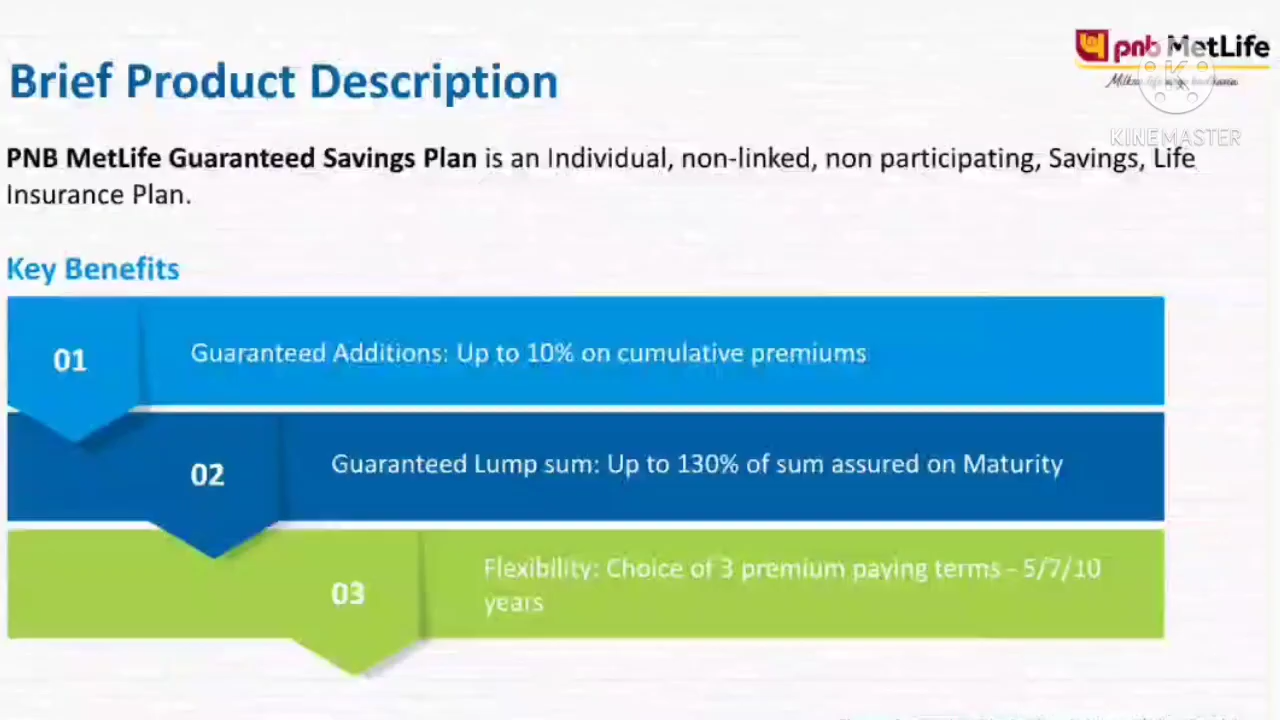 pnb MetLife
Brief Product Description
KINEMASTER
PNB MetLife Guaranteed Savings Plan is an Individual, non-linked, non participating, Savings, Life
Insurance Plan.
Key Benefits
01
Guaranteed Additions: Up to 10% on cumulative premiums
02
Guaranteed Lump sum: Up to 130% of sum assured on Maturity
03
Flexibility: Choice of 3 premium paying terms - 5/7/10
years